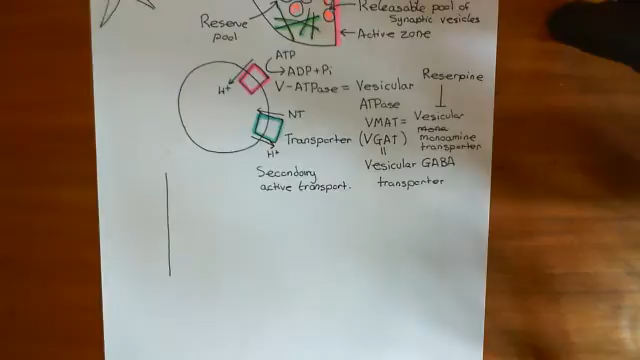 Reserve
pool
Releasable pool of
Synaptic vesicles
Active zone
ATP
ADP+Pi
H+
V-ATPase = Vesicular
ATPase
Reserpine
NT
VMAT = Vesicular
monoamine
transporter
Transporter (VGAT)
H+
=
Vesicular GABA
transporter
Secondary
active transport.